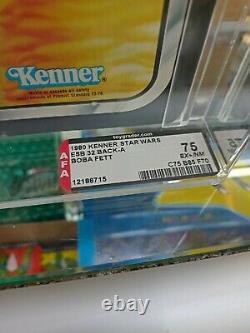 Kenner
toygrader.com
AFA
1980 KENNER STAR WARS
ESB 32 BACK-A
BOBA FETT
12196715
75
EX+/NM
C75 B85 F70